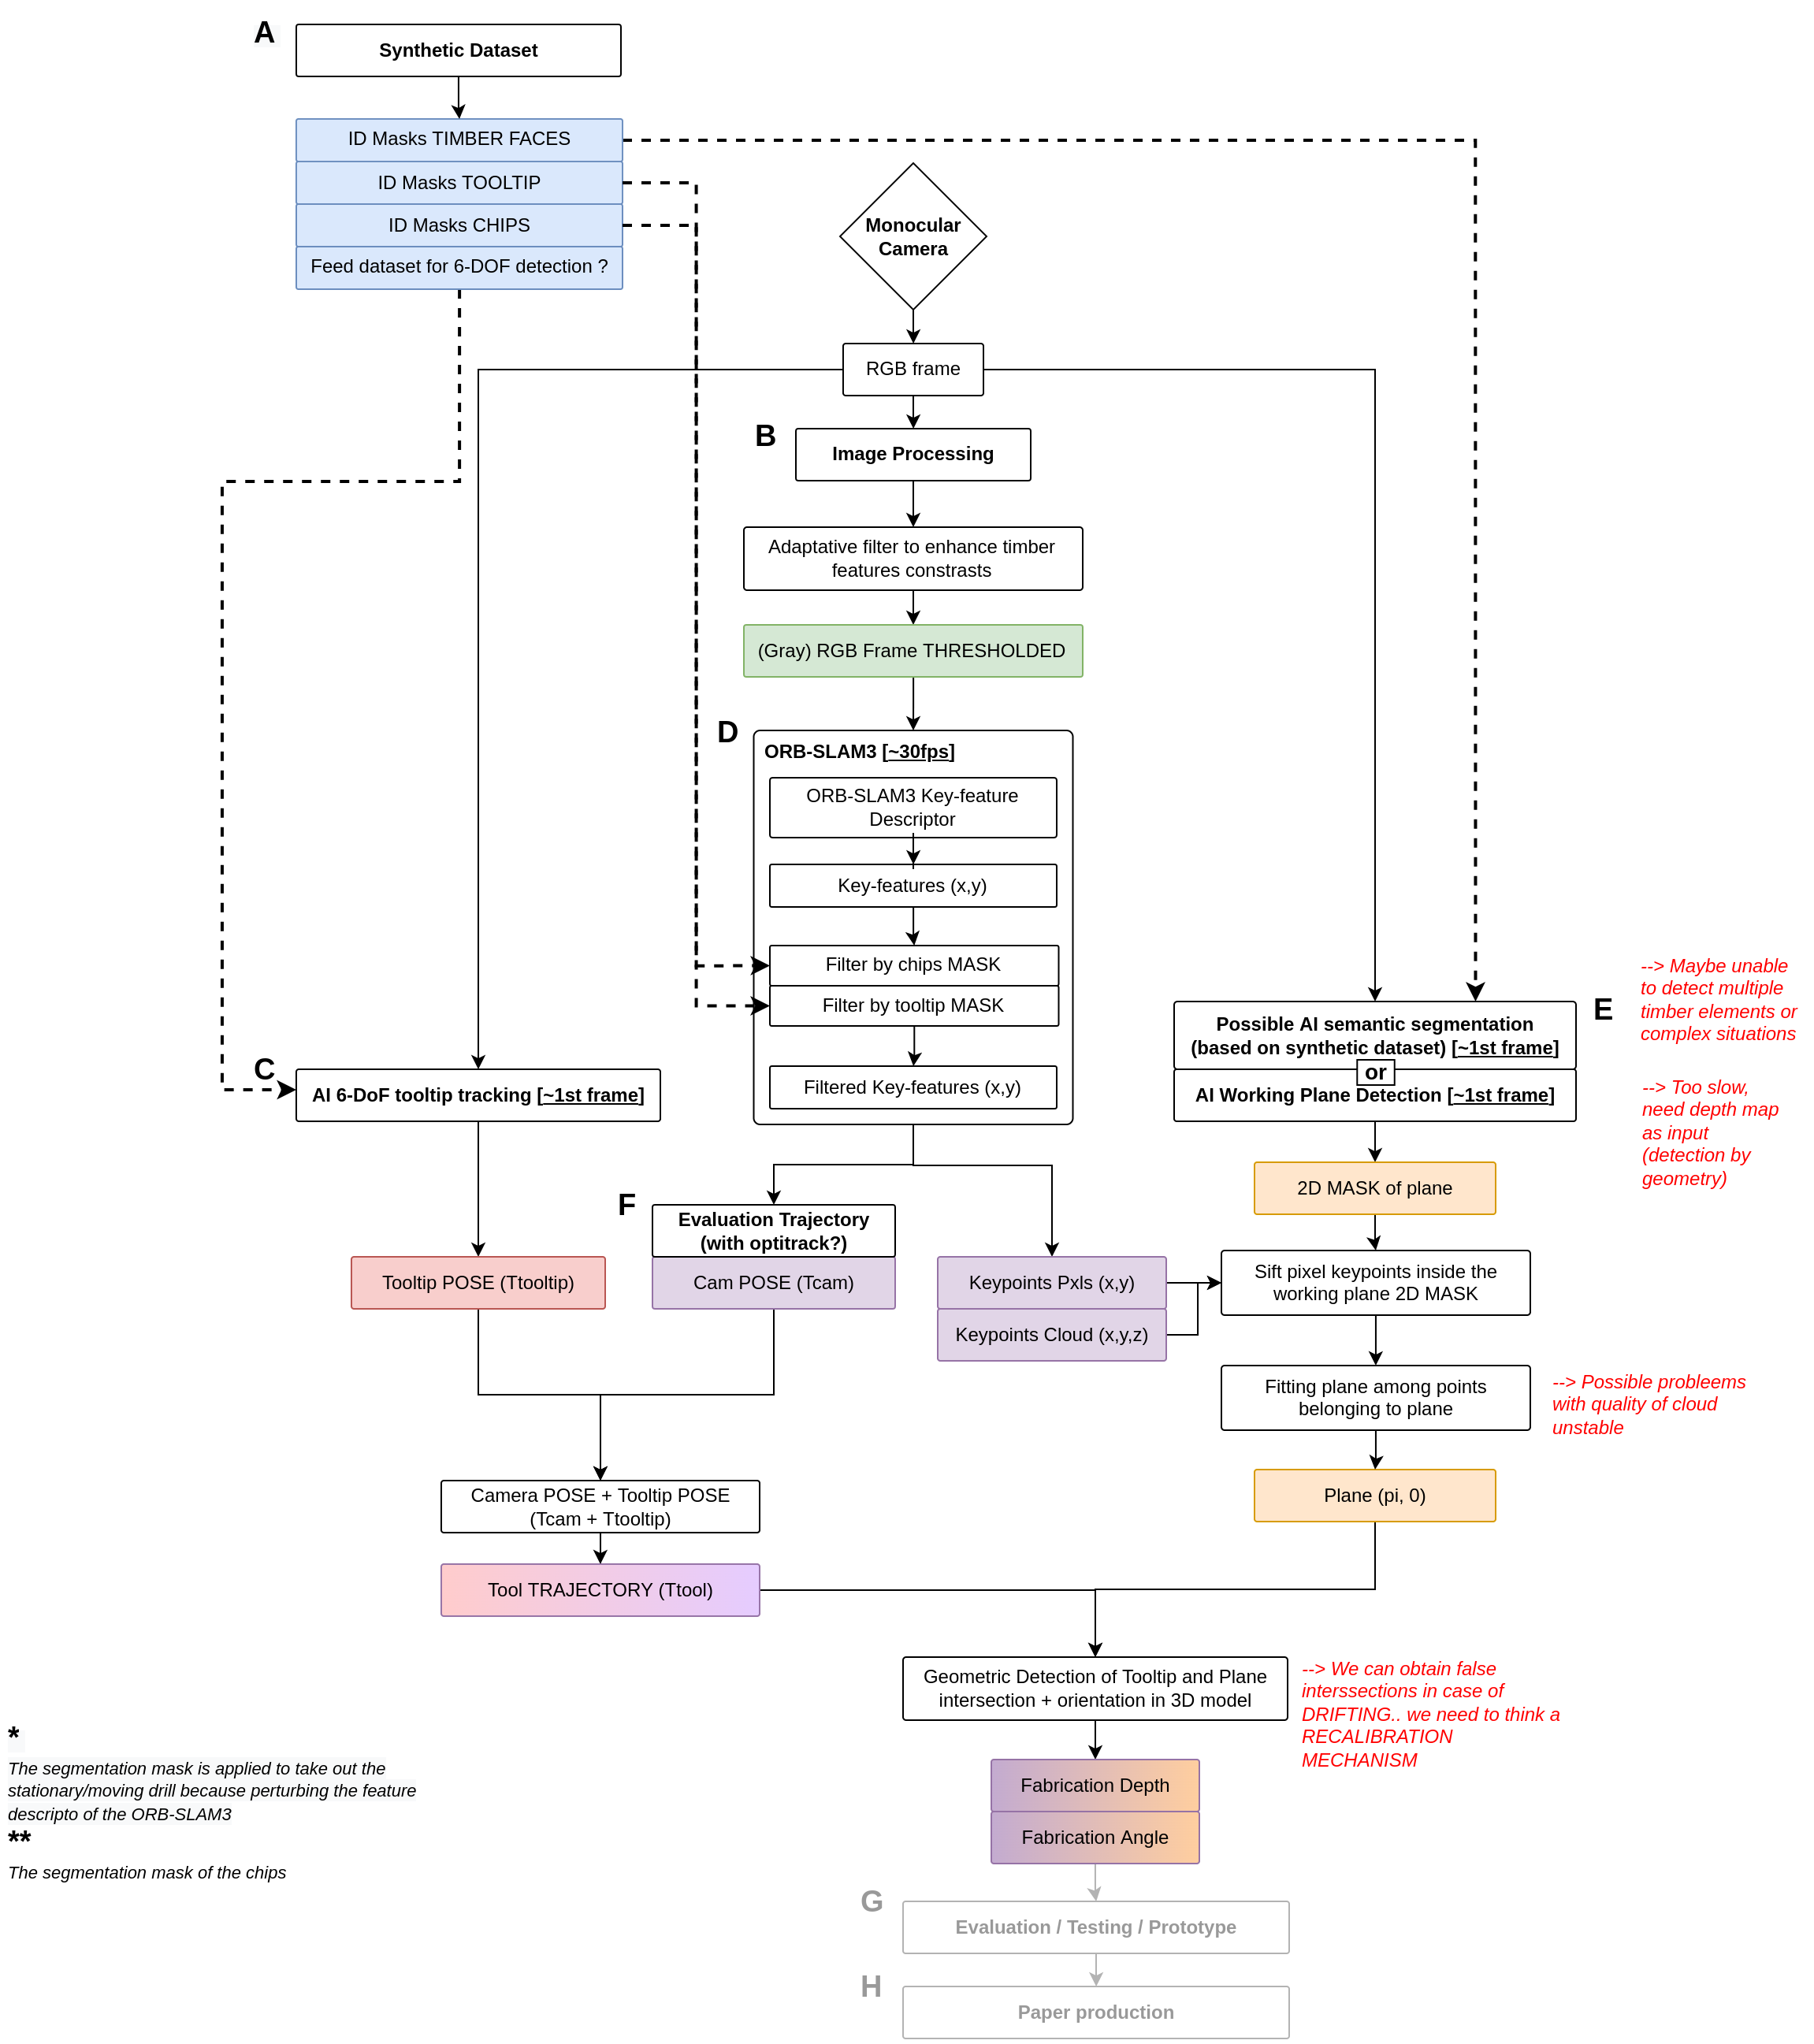 A
Synthetic Dataset
ID Masks TIMBER FACES
ID Masks TOOLTIP
ID Masks CHIPS
Feed dataset for 6-DOF detection ?
Monocular
Camera
RGB frame
B
Image Processing
Adaptative filter to enhance timber
features constrasts
(Gray) RGB Frame THRESHOLDED
D
ORB-SLAM3 [~30fps]
ORB-SLAM3 Key-feature
Descriptor
Key-features (x,y)
Filter by chips MASK
Filter by tooltip MASK
Filtered Key-features (x,y)
C
AI 6-DoF tooltip tracking [~1st frame]
E
Possible AI semantic segmentation
(based on synthetic dataset) [~1st frame]
or
AI Working Plane Detection [~1st frame]
--> Maybe unable
to detect multiple
timber elements or
complex situations
--> Too slow,
need depth map
as input
(detection by
geometry)
2D MASK of plane
F
Evaluation Trajectory
(with optitrack?)
Tooltip POSE (Ttooltip)
Cam POSE (Tcam)
Keypoints Pxls (x,y)
Keypoints Cloud (x,y,z)
Sift pixel keypoints inside the
working plane 2D MASK
Fitting plane among points
belonging to plane
--> Possible probleems
with quality of cloud
unstable
Plane (pi, 0)
Camera POSE + Tooltip POSE
(Tcam + Ttooltip)
Tool TRAJECTORY (Ttool)
Geometric Detection of Tooltip and Plane
intersection + orientation in 3D model
--> We can obtain false
interssections in case of
DRIFTING.. we need to think a
RECALIBRATION
MECHANISM
*
The segmentation mask is applied to take out the
stationary/moving drill because perturbing the feature
descripto of the ORB-SLAM3
**
The segmentation mask of the chips
Fabrication Depth
Fabrication Angle
G
Evaluation / Testing / Prototype
H
Paper production